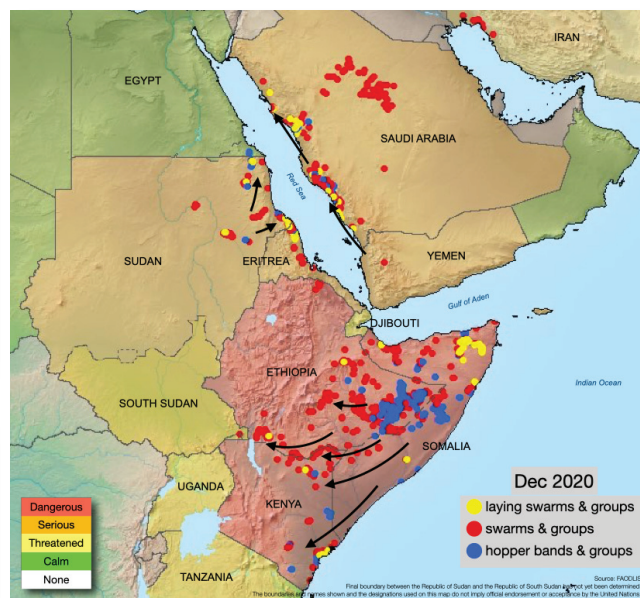 IRAN
EGYPT
SAUDI ARABIA
Red Sea
SUDAN
ERITREA
YEMEN
Gulf of Aden
DJIBOUTI
ETHIOPIA
Indian Ocean
SOUTH SUDAN
SOMALIA
UGANDA
KENYA
TANZANIA
Dangerous
Serious
Threatened
Calm
None
Dec 2020
laying swarms & groups
swarms & groups
hopper bands & groups
Source: FAODLIS
Final boundary between the Republic of Sudan and the Republic of South Sudan has not yet been determined
The boundaries and names shown and the designations used on this map do not imply official endorsement or acceptance by the United Nations